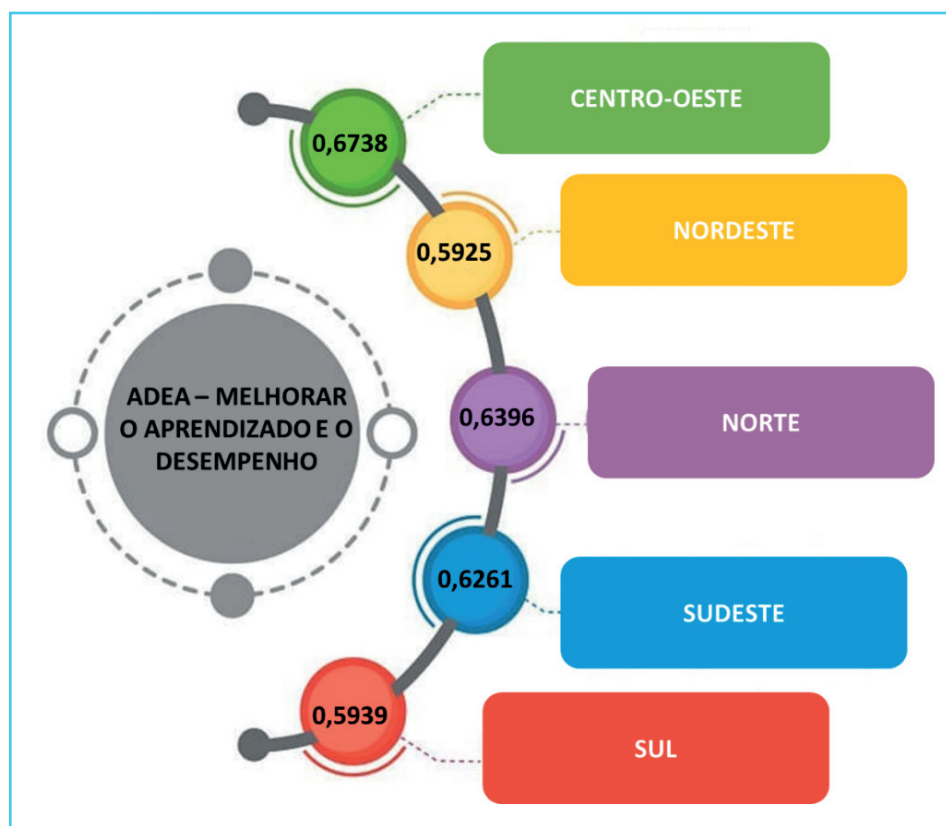 0,6738
CENTRO-OESTE
0,5925
NORDESTE
ADEA – MELHORAR
O APRENDIZADO E O
DESEMPENHO
0,6396
NORTE
0,6261
SUDESTE
0,5939
SUL